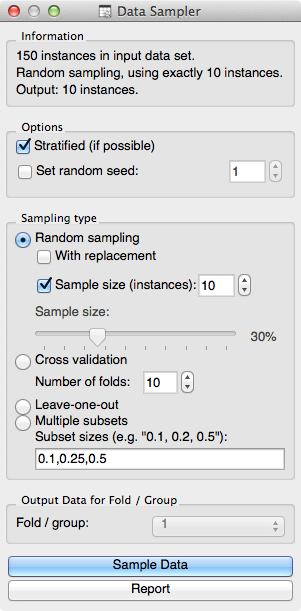 Data Sampler
Information
150 instances in input data set.
Random sampling, using exactly 10 instances.
Output: 10 instances.
Options
Stratified (if possible)
Set random seed: 1
Sampling type
Random sampling
With replacement
Sample size (instances): 10
Sample size:
30%
Cross validation
Number of folds: 10
Leave-one-out
Multiple subsets
Subset sizes (e.g. "0.1, 0.2, 0.5"):
0.1,0.25,0.5
Output Data for Fold / Group
Fold / group: 1
Sample Data
Report